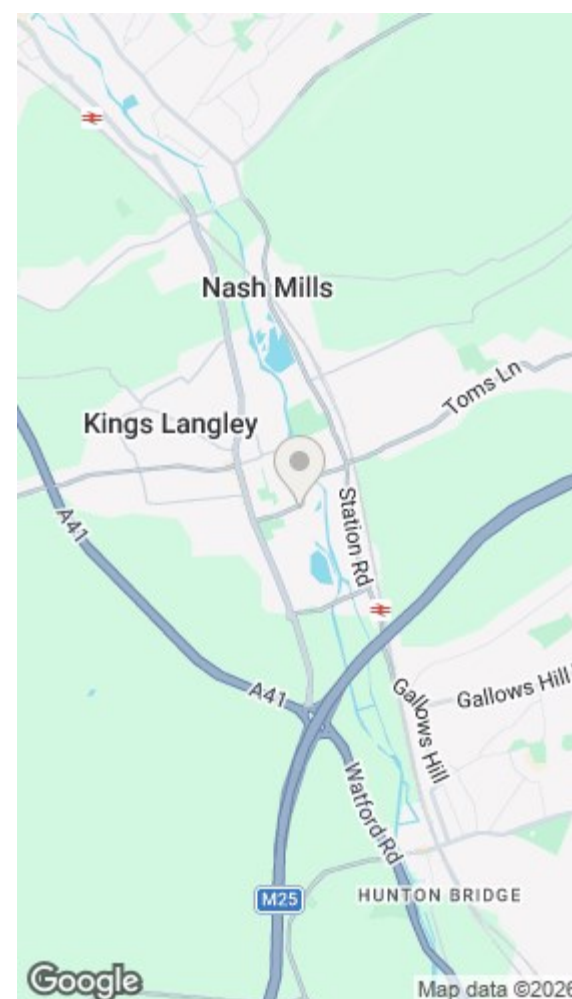 Nash Mills
Toms Ln
Kings Langley
A41
Station Rd
A41
Gallows Hill
Gallows Hill
Watford Rd
M25
HUNTON BRIDGE
Google
Map data ©2026